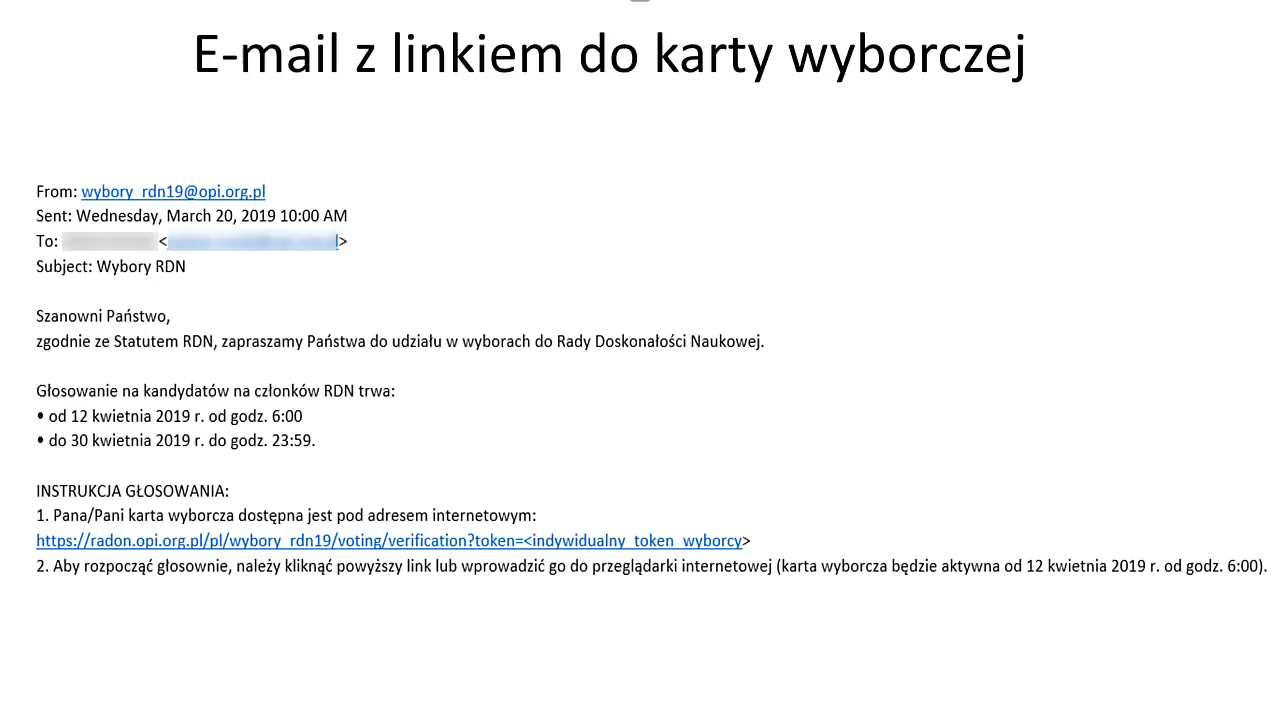 E-mail z linkiem do karty wyborczej
From: wybory_rdn19@opi.org.pl
Sent: Wednesday, March 20, 2019 10:00 AM
To: < >
Subject: Wybory RDN
Szanowni Państwo,
zgodnie ze Statutem RDN, zapraszamy Państwa do udziału w wyborach do Rady Doskonałości Naukowej.
Głosowanie na kandydatów na członków RDN trwa:
• od 12 kwietnia 2019 r. od godz. 6:00
• do 30 kwietnia 2019 r. do godz. 23:59.
INSTRUKCJA GŁOSOWANIA:
1. Pana/Pani karta wyborcza dostępna jest pod adresem internetowym:
https://radon.opi.org.pl/pl/wybory_rdn19/voting/verification?token=<indywidualny_token_wyborcy>
2. Aby rozpocząć głosownie, należy kliknąć powyższy link lub wprowadzić go do przeglądarki internetowej (karta wyborcza będzie aktywna od 12 kwietnia 2019 r. od godz. 6:00).